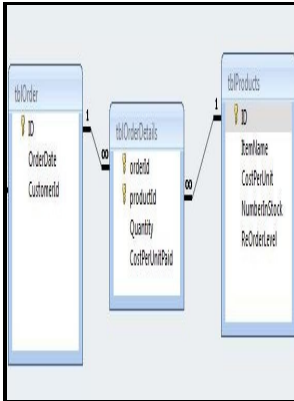 tblOrder
ID
OrderDate
CustomerId
1
∞
tblOrderDetails
orderId
productId
Quantity
CostPerUnitPaid
1
∞
tblProducts
ID
ItemName
CostPerUnit
NumberInStock
ReOrderLevel